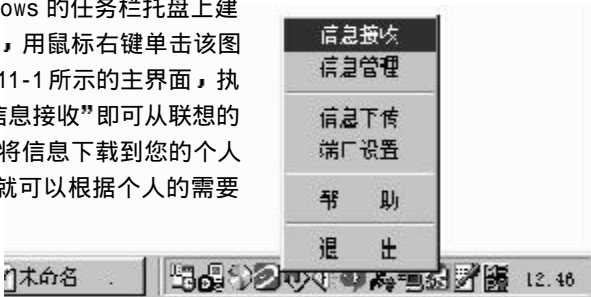 ows 的任务栏托盘上建
，用鼠标右键单击该图
11-1 所示的主界面，执
信息接收”即可从联想的
将信息下载到您的个人
就可以根据个人的需要
信息接收
信息管理
信息下传
端口设置
帮 助
退 出
未命名
12:46